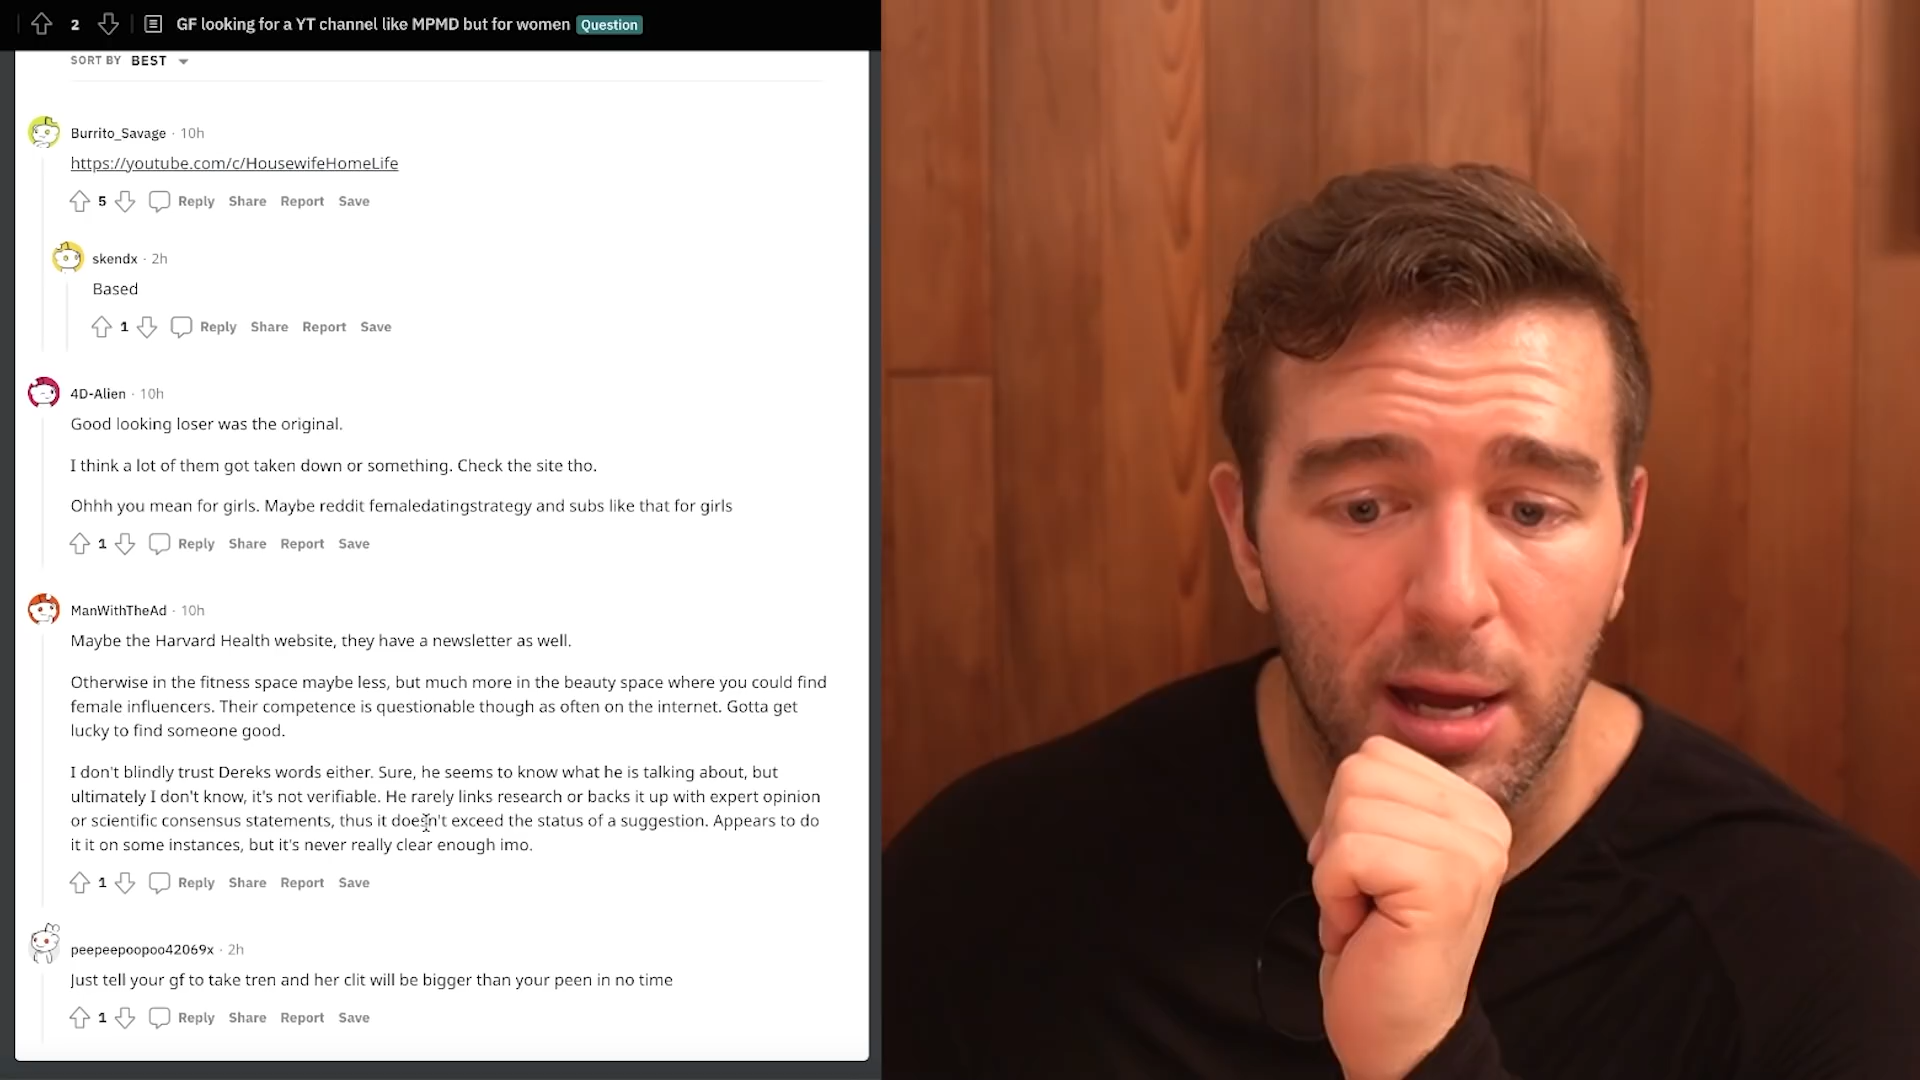 2
GF looking for a YT channel like MPMD but for women Question
SORT BY BEST
Burrito_Savage · 10h
https://youtube.com/c/HousewifeHomeLife
5 Reply Share Report Save
skendx · 2h
Based
1 Reply Share Report Save
4D-Alien · 10h
Good looking loser was the original.
I think a lot of them got taken down or something. Check the site tho.
Ohhh you mean for girls. Maybe reddit femaledatingstrategy and subs like that for girls
1 Reply Share Report Save
ManWithTheAd · 10h
Maybe the Harvard Health website, they have a newsletter as well.
Otherwise in the fitness space maybe less, but much more in the beauty space where you could find
female influencers. Their competence is questionable though as often on the internet. Gotta get
lucky to find someone good.
I don't blindly trust Dereks words either. Sure, he seems to know what he is talking about, but
ultimately I don't know, it's not verifiable. He rarely links research or backs it up with expert opinion
or scientific consensus statements, thus it doesn't exceed the status of a suggestion. Appears to do
it it on some instances, but it's never really clear enough imo.
1 Reply Share Report Save
peepeepoopoo42069x · 2h
Just tell your gf to take tren and her clit will be bigger than your peen in no time
1 Reply Share Report Save